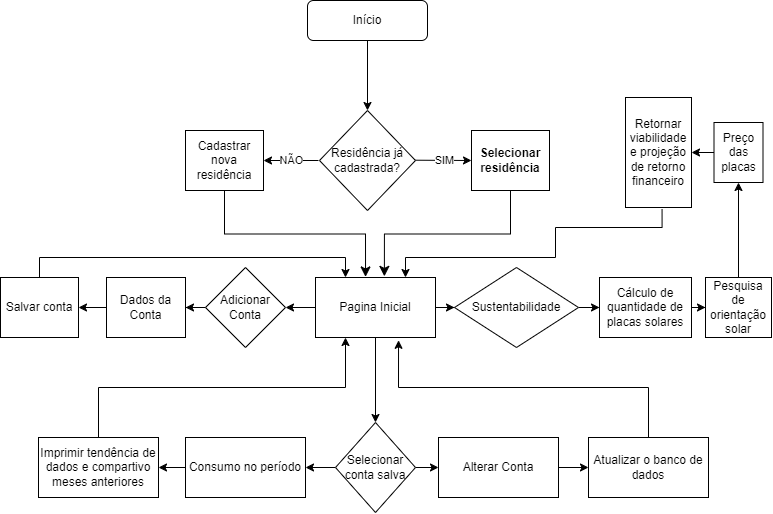 Início
Retornar
viabilidade
e projeção
de retorno
financeiro
Preço
das
placas
Cadastrar
nova
residência
NÃO
Residência já
cadastrada?
SIM
Selecionar
residência
Salvar conta
Dados da
Conta
Adicionar
Conta
Pagina Inicial
Sustentabilidade
Cálculo de
quantidade de
placas solares
Pesquisa
de
orientação
solar
Imprimir tendência de
dados e compartivo
meses anteriores
Consumo no período
Selecionar
conta salva
Alterar Conta
Atualizar o banco de
dados